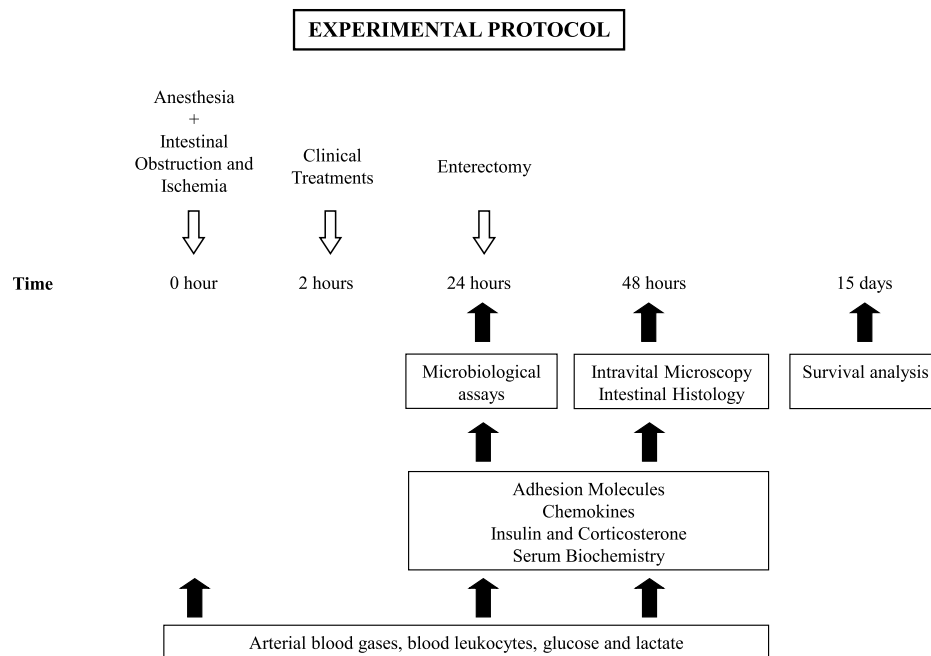 EXPERIMENTAL PROTOCOL
Anesthesia
+
Intestinal
Obstruction and
Ischemia
Clinical
Treatments
Enterectomy
Time
0 hour
2 hours
24 hours
48 hours
15 days
Microbiological
assays
Intravital Microscopy
Intestinal Histology
Survival analysis
Adhesion Molecules
Chemokines
Insulin and Corticosterone
Serum Biochemistry
Arterial blood gases, blood leukocytes, glucose and lactate